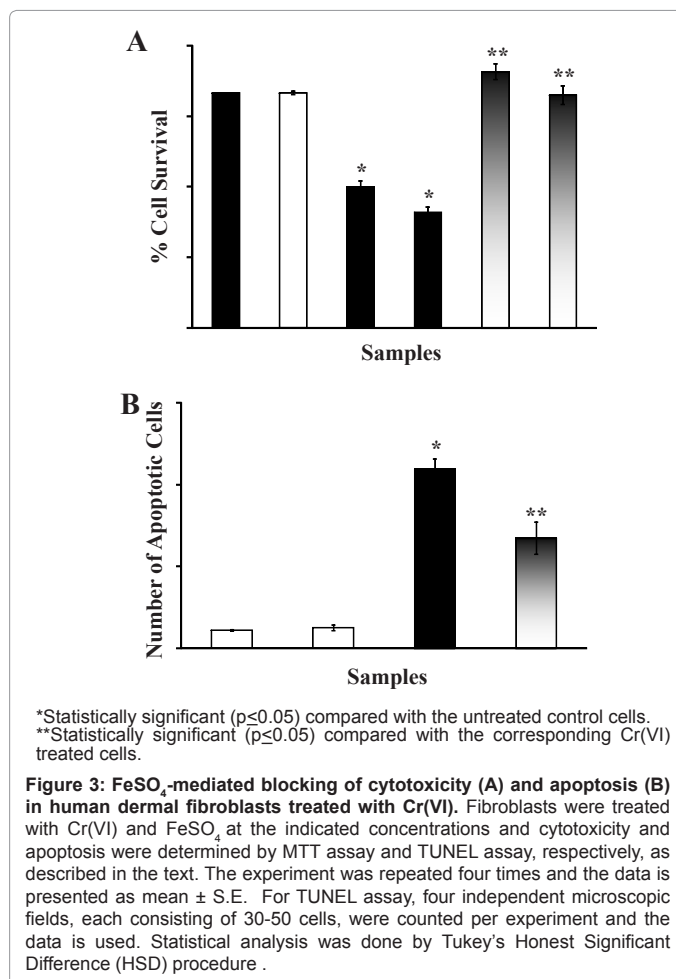 A
% Cell Survival
*
*
**
**
Samples
B
Number of Apoptotic Cells
*
**
Samples
*Statistically significant (p≤0.05) compared with the untreated control cells.
**Statistically significant (p≤0.05) compared with the corresponding Cr(VI)
treated cells.
Figure 3: FeSO₄-mediated blocking of cytotoxicity (A) and apoptosis (B)
in human dermal fibroblasts treated with Cr(VI). Fibroblasts were treated
with Cr(VI) and FeSO₄ at the indicated concentrations and cytotoxicity and
apoptosis were determined by MTT assay and TUNEL assay, respectively, as
described in the text. The experiment was repeated four times and the data is
presented as mean ± S.E. For TUNEL assay, four independent microscopic
fields, each consisting of 30-50 cells, were counted per experiment and the
data is used. Statistical analysis was done by Tukey's Honest Significant
Difference (HSD) procedure .